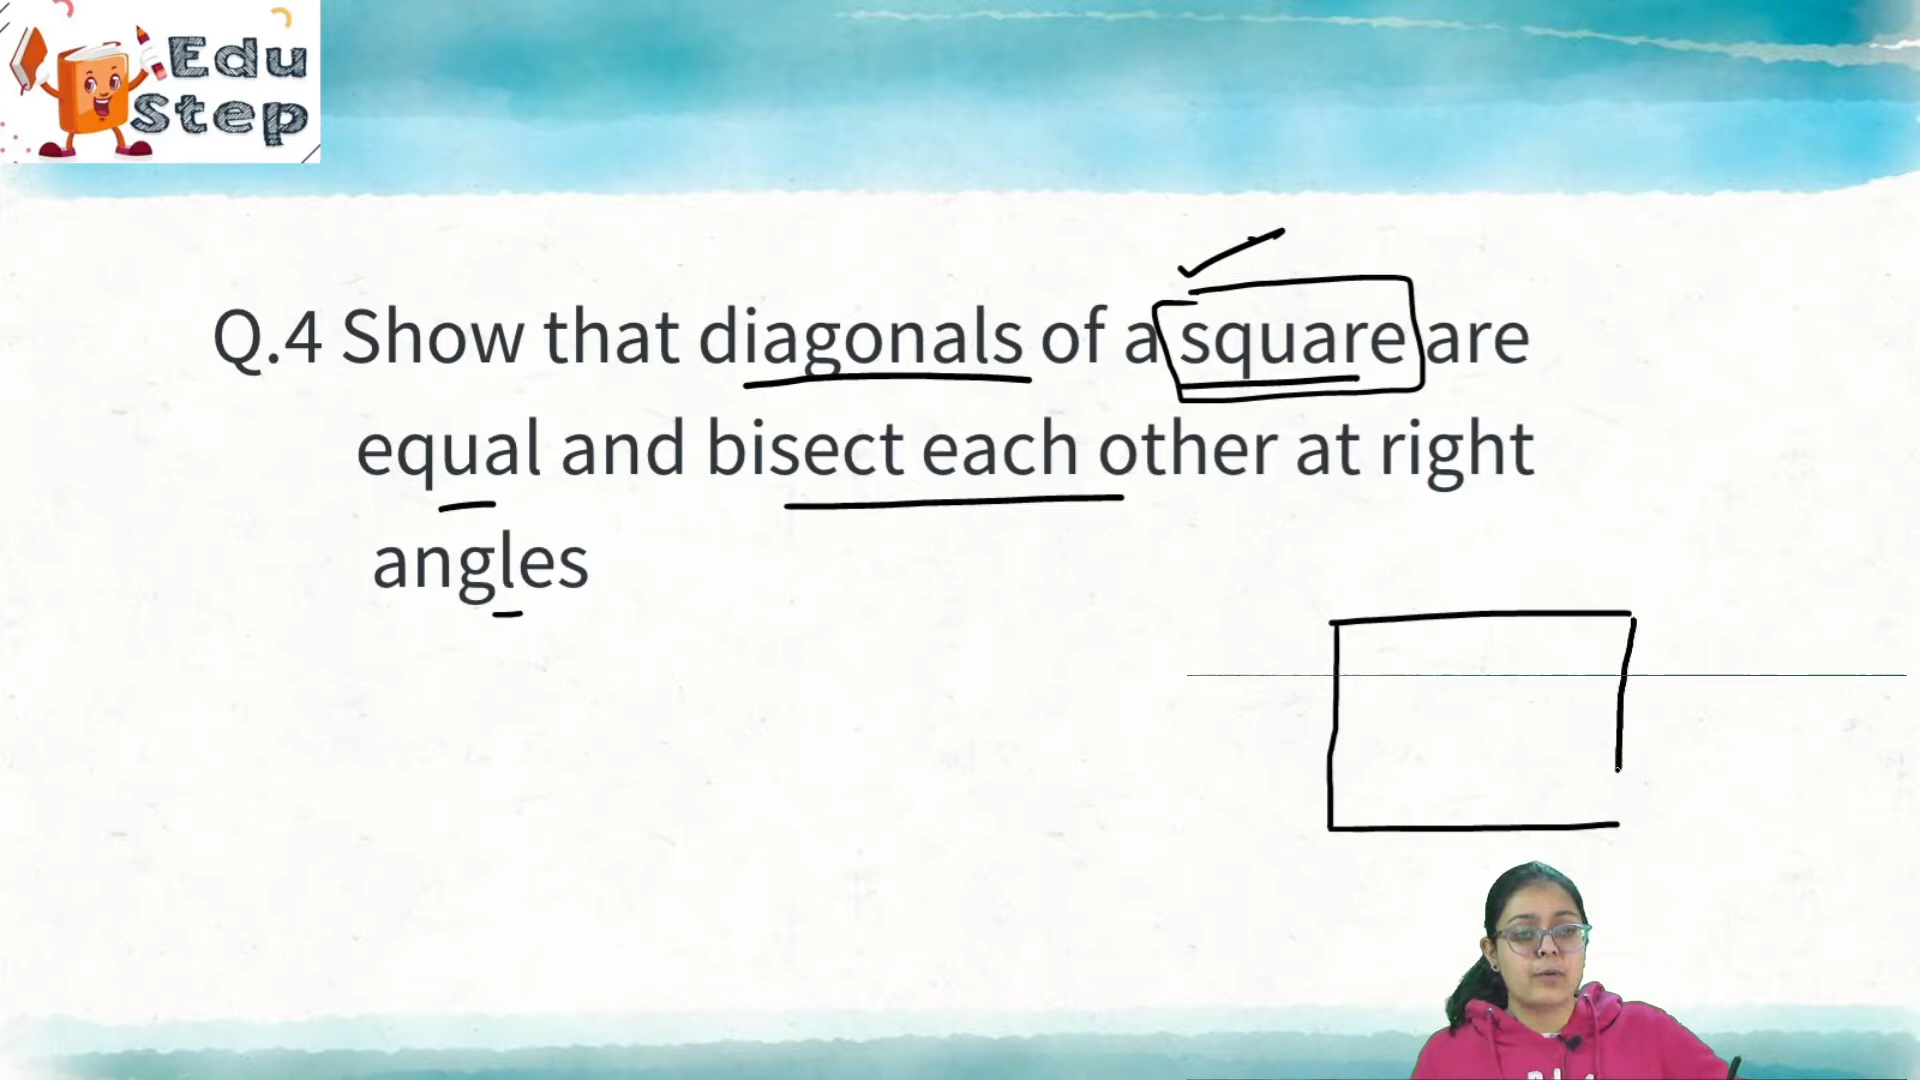 Edu
Step
Q.4 Show that diagonals of a square are
equal and bisect each other at right
angles